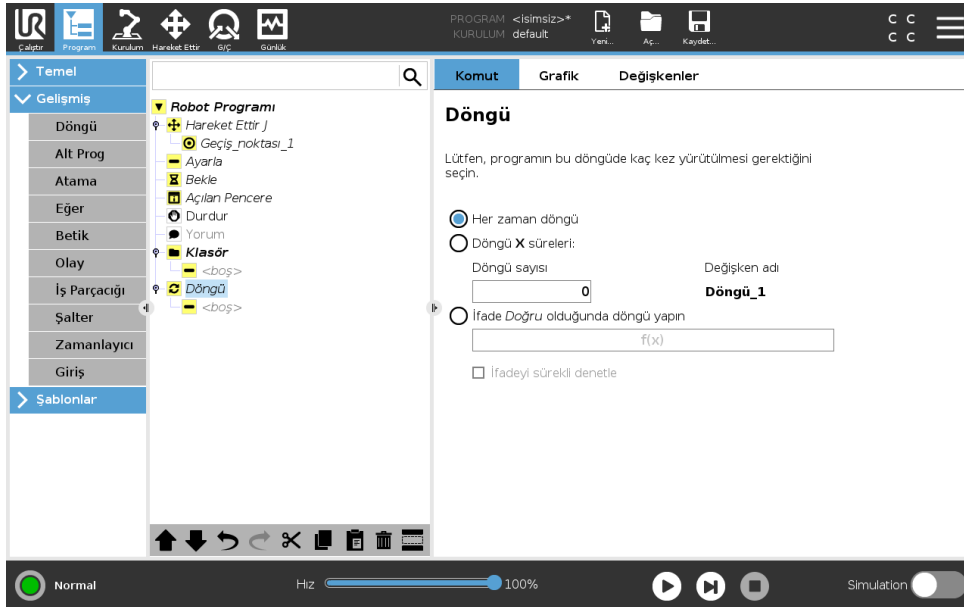 PROGRAM <isimsiz>*
KURULUM default
Çalıştır
Program
Kurulum
Hareket Ettir
G/Ç
Günlük
Yeni...
Aç...
Kaydet...
C C
C C
Temel
Gelişmiş
Döngü
Alt Prog
Atama
Eğer
Betik
Olay
İş Parçacığı
Şalter
Zamanlayıcı
Giriş
Şablonlar
Robot Programı
Hareket Ettir J
Geçiş_noktası_1
Ayarla
Bekle
Açılan Pencere
Durdur
Yorum
Klasör
<boş>
Döngü
<boş>
Komut
Grafik
Değişkenler
Döngü
Lütfen, programın bu döngüde kaç kez yürütülmesi gerektiğini
seçin.
Her zaman döngü
Döngü X süreleri:
Döngü sayısı
Değişken adı
0
Döngü_1
İfade Doğru olduğunda döngü yapın
f(x)
İfadeyi sürekli denetle
Normal
Hız
100%
Simulation